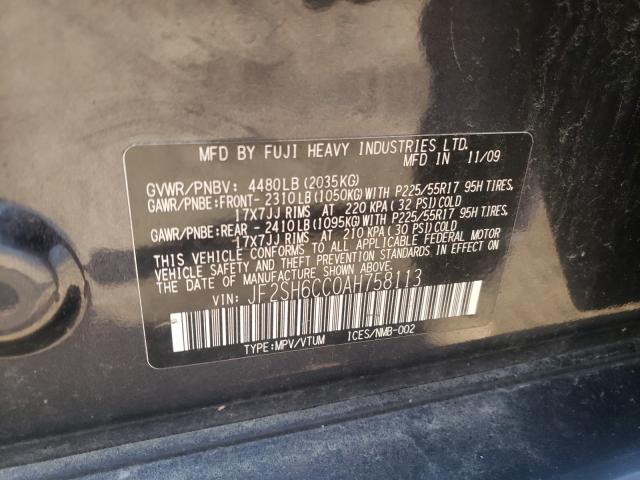 MFD BY FUJI HEAVY INDUSTRIES LTD.
MFD IN 11/09
GVWR/PNBV: 4480LB(2035KG)
GAWR/PNBE:FRONT-2310LB(1050KG)WITH P225/55R17 95H TIRES,
17X7JJ RIMS AT 220 KPA(32 PSI)COLD
GAWR/PNBE:REAR -2410LB(1095KG)WITH P225/55R17 95H TIRES,
17X7JJ RIMS AT 210 KPA(30 PSI)COLD
THIS VEHICLE CONFORMS TO ALL APPLICABLE FEDERAL MOTOR
VEHICLE SAFETY AND THEFT PREVENTION STANDARDS IN EFFECT ON
THE DATE OF MANUFACTURE SHOWN ABOVE.
VIN: JF2SH6CC0AH758113
TYPE:MPV/VTUM ICES/NMB-002